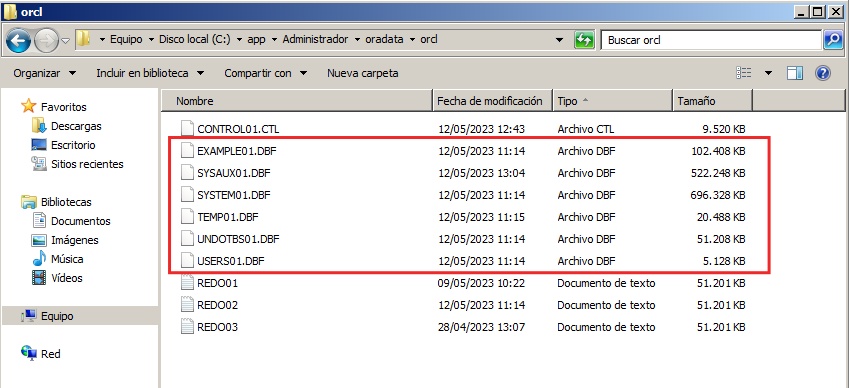 orcl
Equipo Disco local (C:) app Administrador oradata orcl
Buscar orcl
Organizar Incluir en biblioteca Compartir con Nueva carpeta
Favoritos
Descargas
Escritorio
Sitios recientes
Bibliotecas
Documentos
Imágenes
Música
Vídeos
Equipo
Red
Nombre Fecha de modificación Tipo Tamaño
CONTROL01.CTL 12/05/2023 12:43 Archivo CTL 9.520 KB
EXAMPLE01.DBF 12/05/2023 11:14 Archivo DBF 102.408 KB
SYSAUX01.DBF 12/05/2023 13:04 Archivo DBF 522.248 KB
SYSTEM01.DBF 12/05/2023 11:14 Archivo DBF 696.328 KB
TEMP01.DBF 12/05/2023 11:15 Archivo DBF 20.488 KB
UNDOTBS01.DBF 12/05/2023 11:14 Archivo DBF 51.208 KB
USERS01.DBF 12/05/2023 11:14 Archivo DBF 5.128 KB
REDO01 09/05/2023 10:22 Documento de texto 51.201 KB
REDO02 12/05/2023 11:14 Documento de texto 51.201 KB
REDO03 28/04/2023 13:07 Documento de texto 51.201 KB